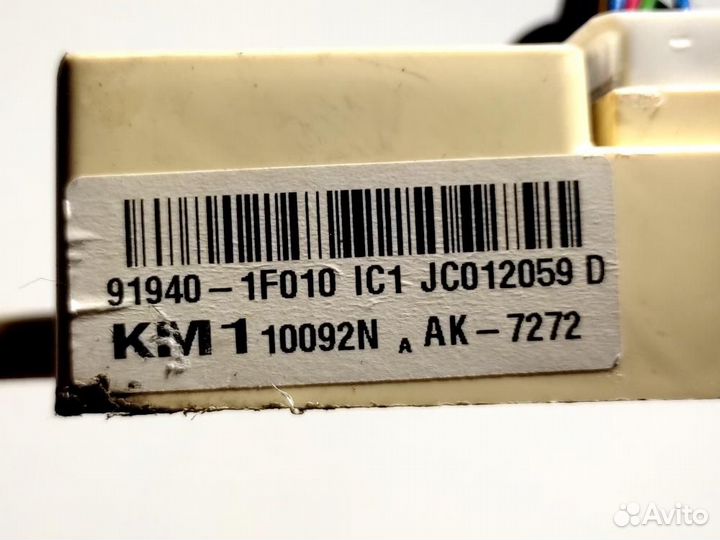 91940-1F010 IC1 JC012059 D
KM1 10092N A AK-7272
Avito